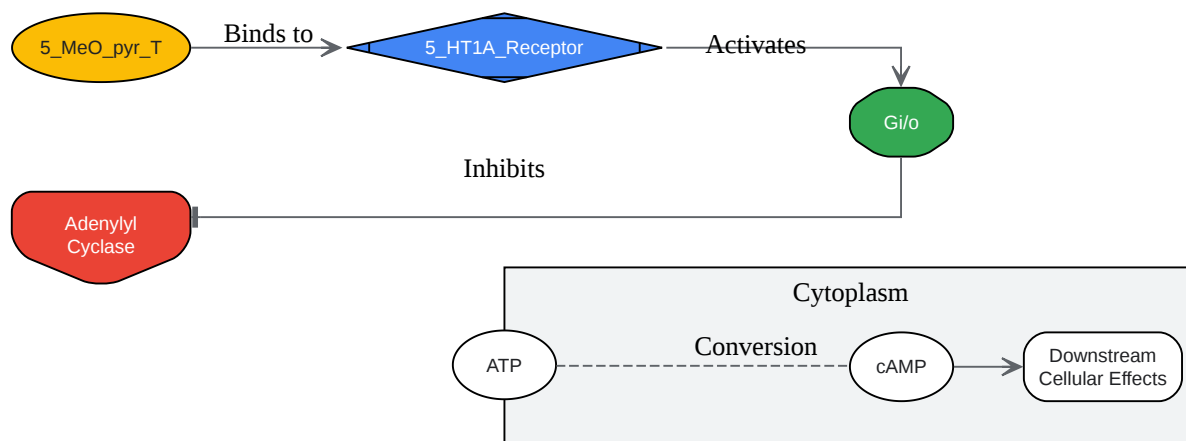 5_MeO_pyr_T
Binds to
5_HT1A_Receptor
Activates
Gi/o
Inhibits
Adenylyl
Cyclase
Cytoplasm
ATP
Conversion
cAMP
Downstream
Cellular Effects